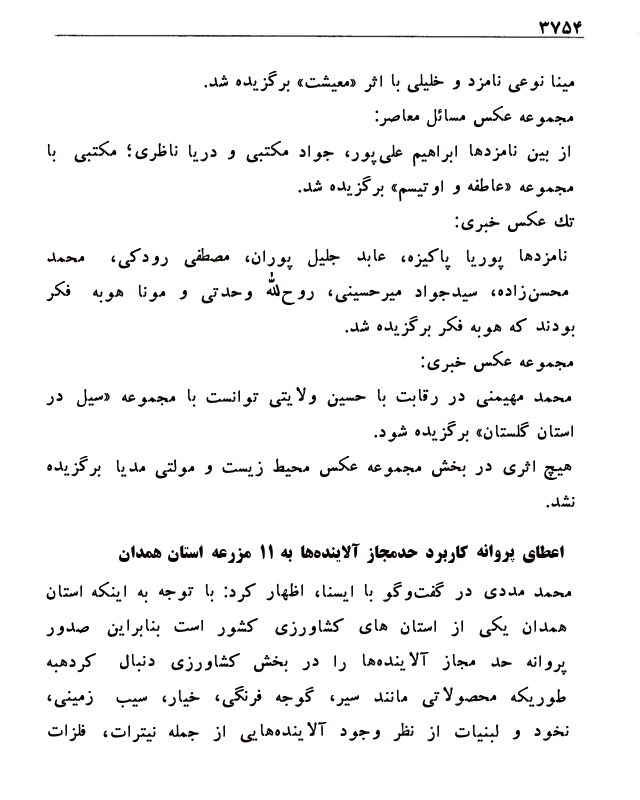 ۳۷۵۴
مینا نوعی نامزد و خلیلی با اثر «معیشت» برگزیده شد.
مجموعه عکس مسائل معاصر:
از بین نامزدها ابراهیم علی‌پور، جواد مکتبی و دریا ناظری؛ مکتبی با
مجموعه «عاطفه و اوتیسم» برگزیده شد.
تك عکس خبری:
نامزدها پوریا پاکیزه، عابد جلیل پوران، مصطفی رودکی، محمد
محسن‌زاده، سیدجواد میرحسینی، روح‌الله وحدتی و مونا هوبه فکر
بودند که هوبه فکر برگزیده شد.
مجموعه عکس خبری:
محمد مهیمنی در رقابت با حسین ولایتی توانست با مجموعه «سیل در
استان گلستان» برگزیده شود.
هیچ اثری در بخش مجموعه عکس محیط زیست و مولتی مدیا برگزیده
نشد.
اعطای پروانه کاربرد حدمجاز آلاینده‌ها به ۱۱ مزرعه استان همدان
محمد مددی در گفت‌وگو با ایسنا، اظهار کرد: با توجه به اینکه استان
همدان یکی از استان های کشاورزی کشور است بنابراین صدور
پروانه حد مجاز آلاینده‌ها را در بخش کشاورزی دنبال کردهبه
طوریکه محصولاتی مانند سیر، گوجه فرنگی، خیار، سیب زمینی،
نخود و لبنیات از نظر وجود آلاینده‌هایی از جمله نیترات، فلزات